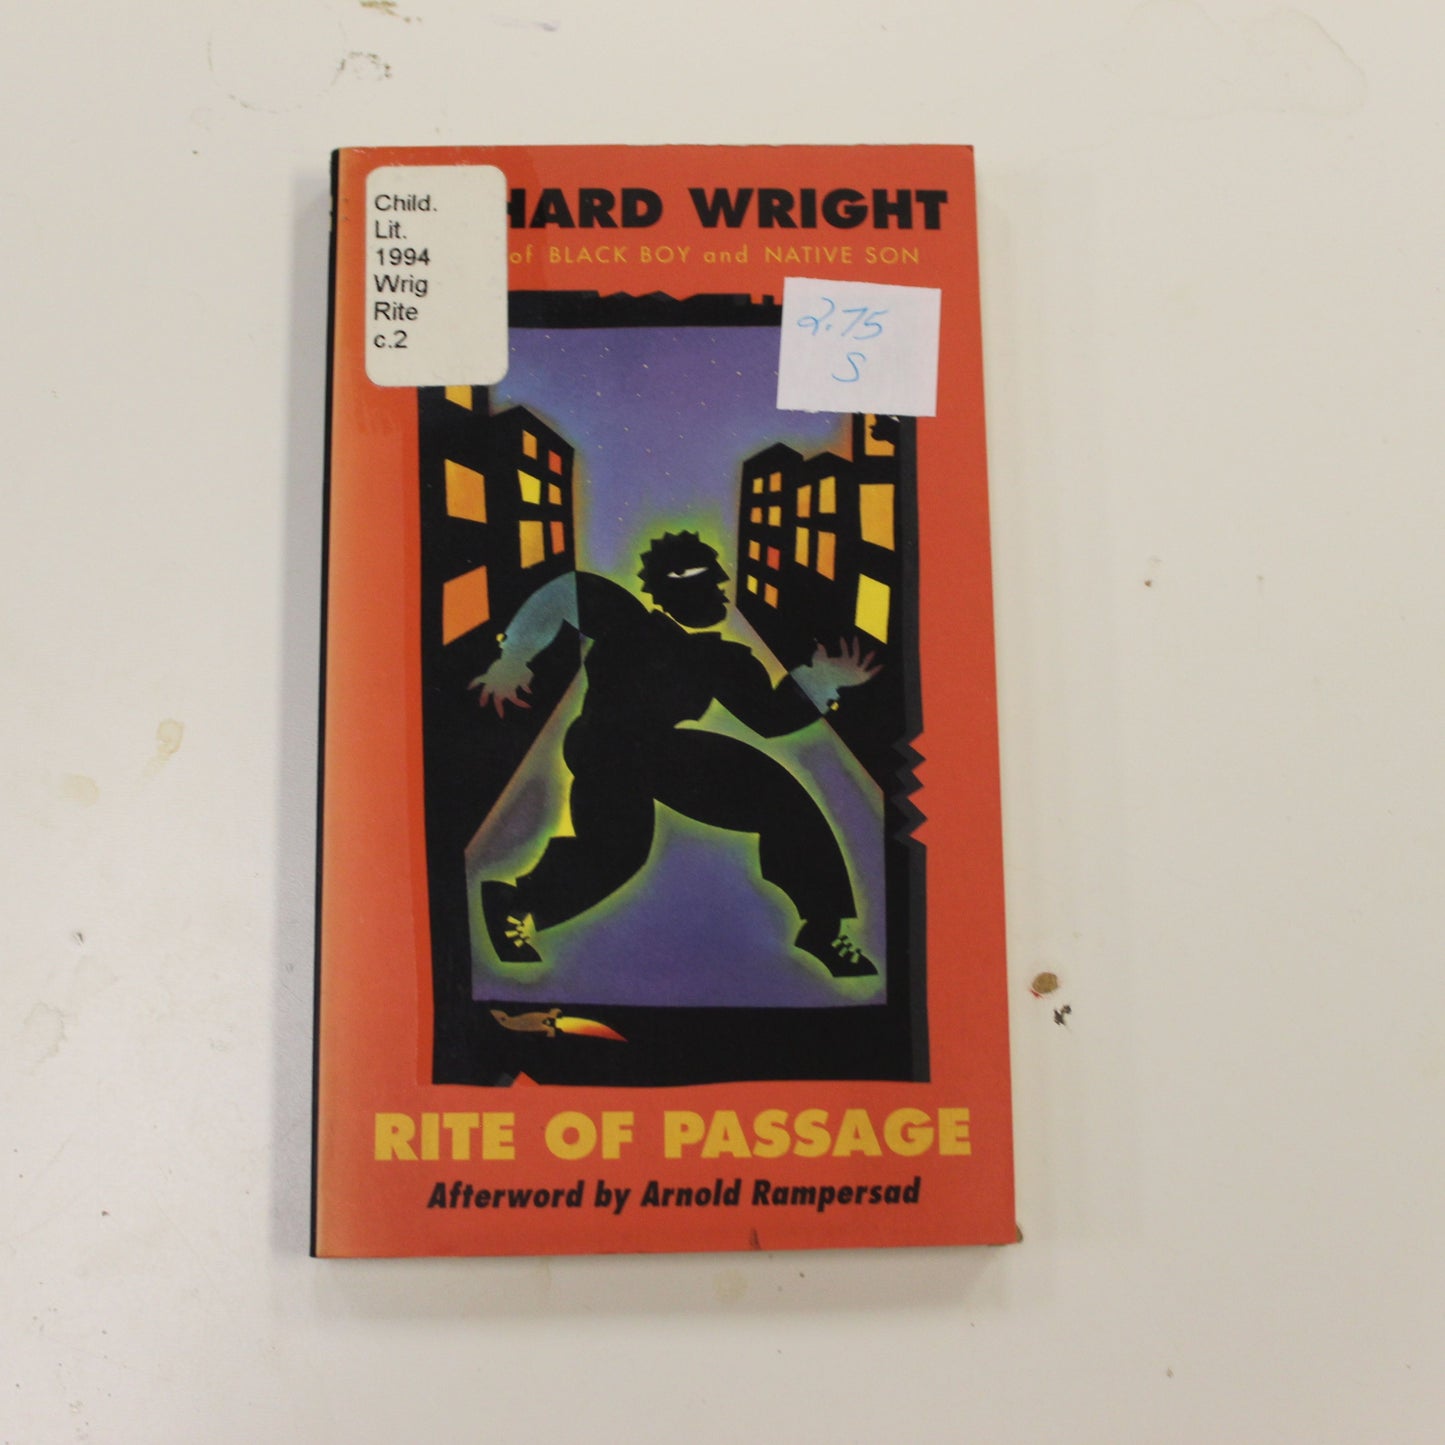 Child.
Lit.
1994
Wrig
Rite
c.2
HARD WRIGHT
of BLACK BOY and NATIVE SON
2.75
S
RITE OF PASSAGE
Afterword by Arnold Rampersad